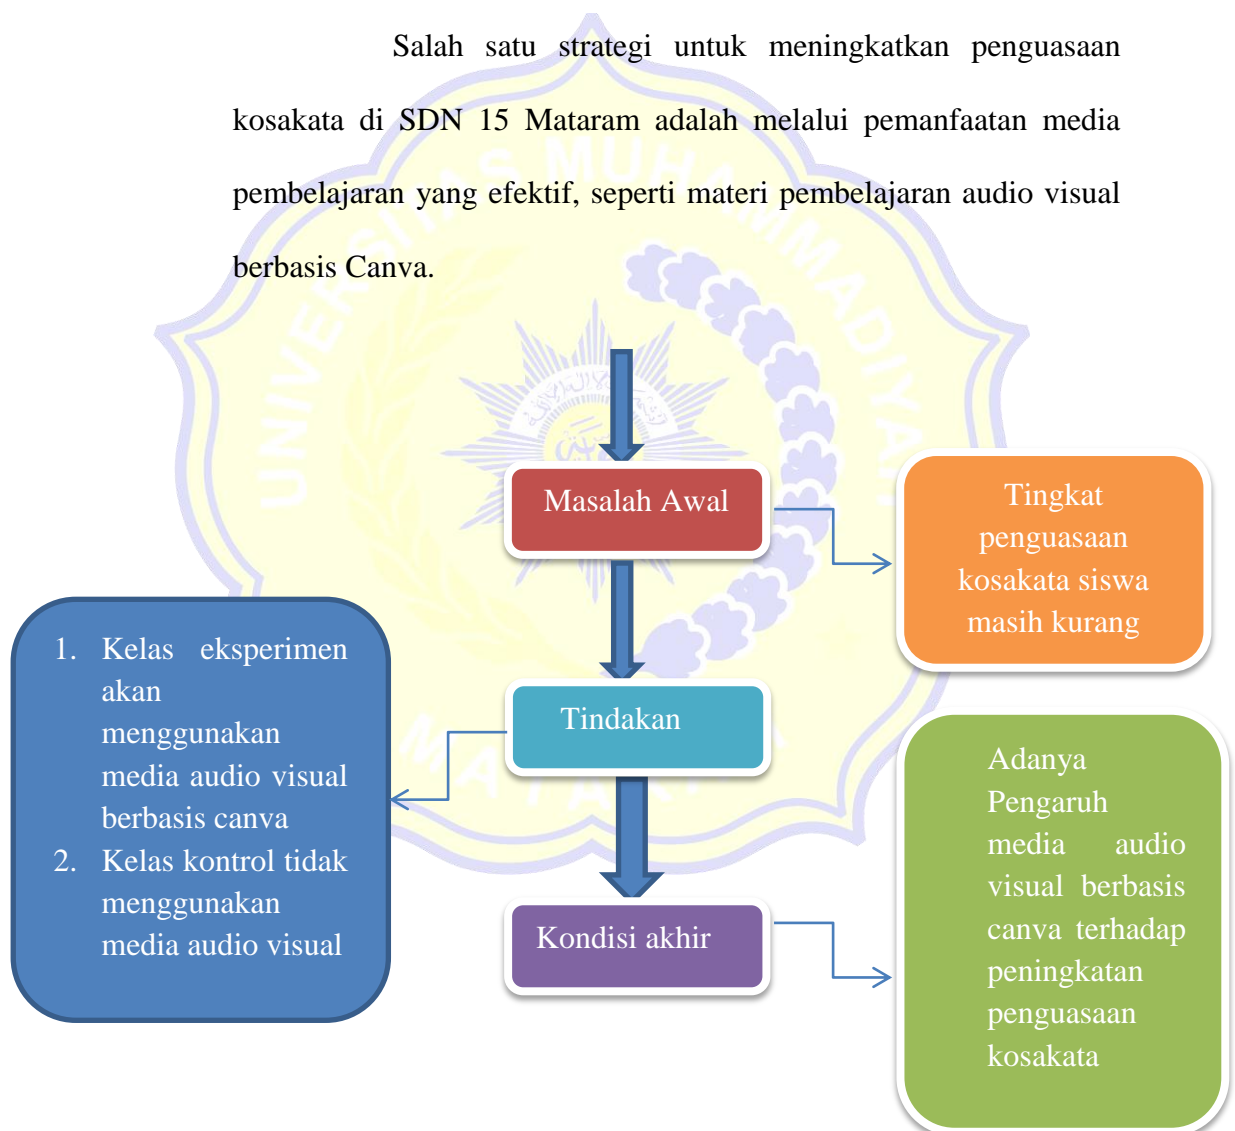 Salah satu strategi untuk meningkatkan penguasaan
kosakata di SDN 15 Mataram adalah melalui pemanfaatan media
pembelajaran yang efektif, seperti materi pembelajaran audio visual
berbasis Canva.
UNIVERSITAS MUHAMMADIYAH
Masalah Awal
Tingkat
penguasaan
kosakata siswa
masih kurang
1. Kelas eksperimen
akan
menggunakan
media audio visual
berbasis canva
2. Kelas kontrol tidak
menggunakan
media audio visual
Tindakan
Adanya
Pengaruh
media audio
visual berbasis
canva terhadap
peningkatan
penguasaan
kosakata
Kondisi akhir